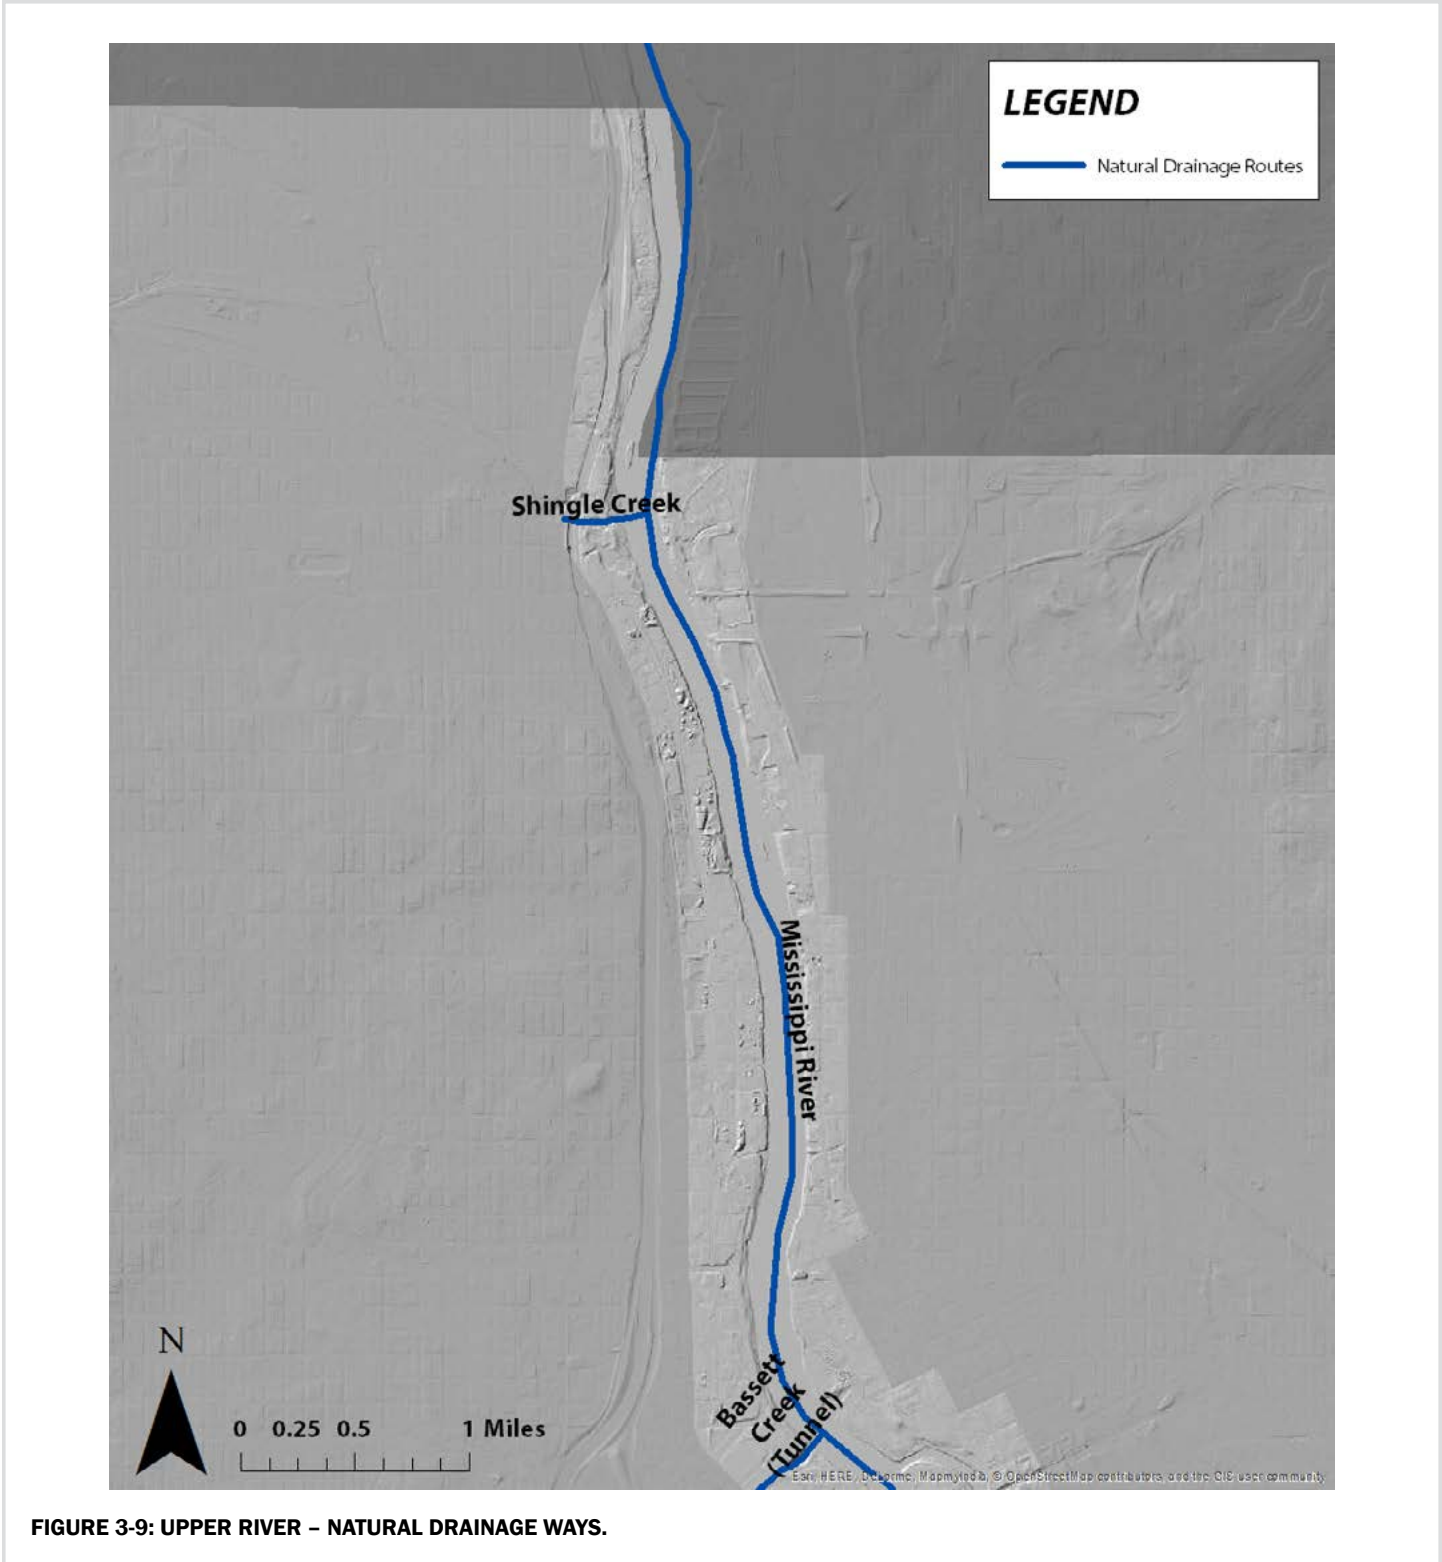 LEGEND
Natural Drainage Routes
Shingle Creek
Mississippi River
Bassett
Creek
(Tunnel)
N
0 0.25 0.5 1 Miles
Esri, HERE, DeLorme, MapmyIndia, © OpenStreetMap contributors, and the GIS user community
FIGURE 3-9: UPPER RIVER – NATURAL DRAINAGE WAYS.